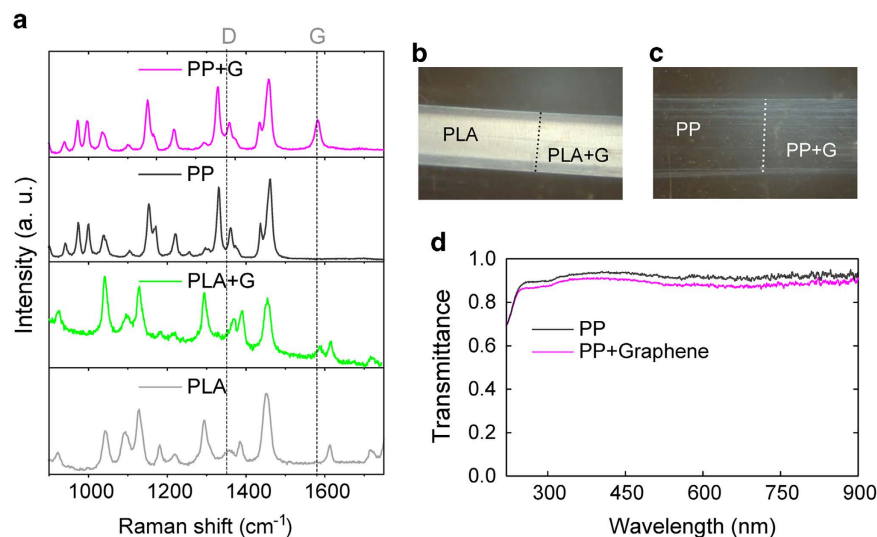 a
D G
PP+G
PP
PLA+G
PLA
Intensity (a. u.)
1000 1200 1400 1600
Raman shift (cm⁻¹)
b
PLA
PLA+G
c
PP
PP+G
d
1.0
0.8
0.6
0.4
0.2
0.0
PP
PP+Graphene
Transmittance
300 450 600 750 900
Wavelength (nm)